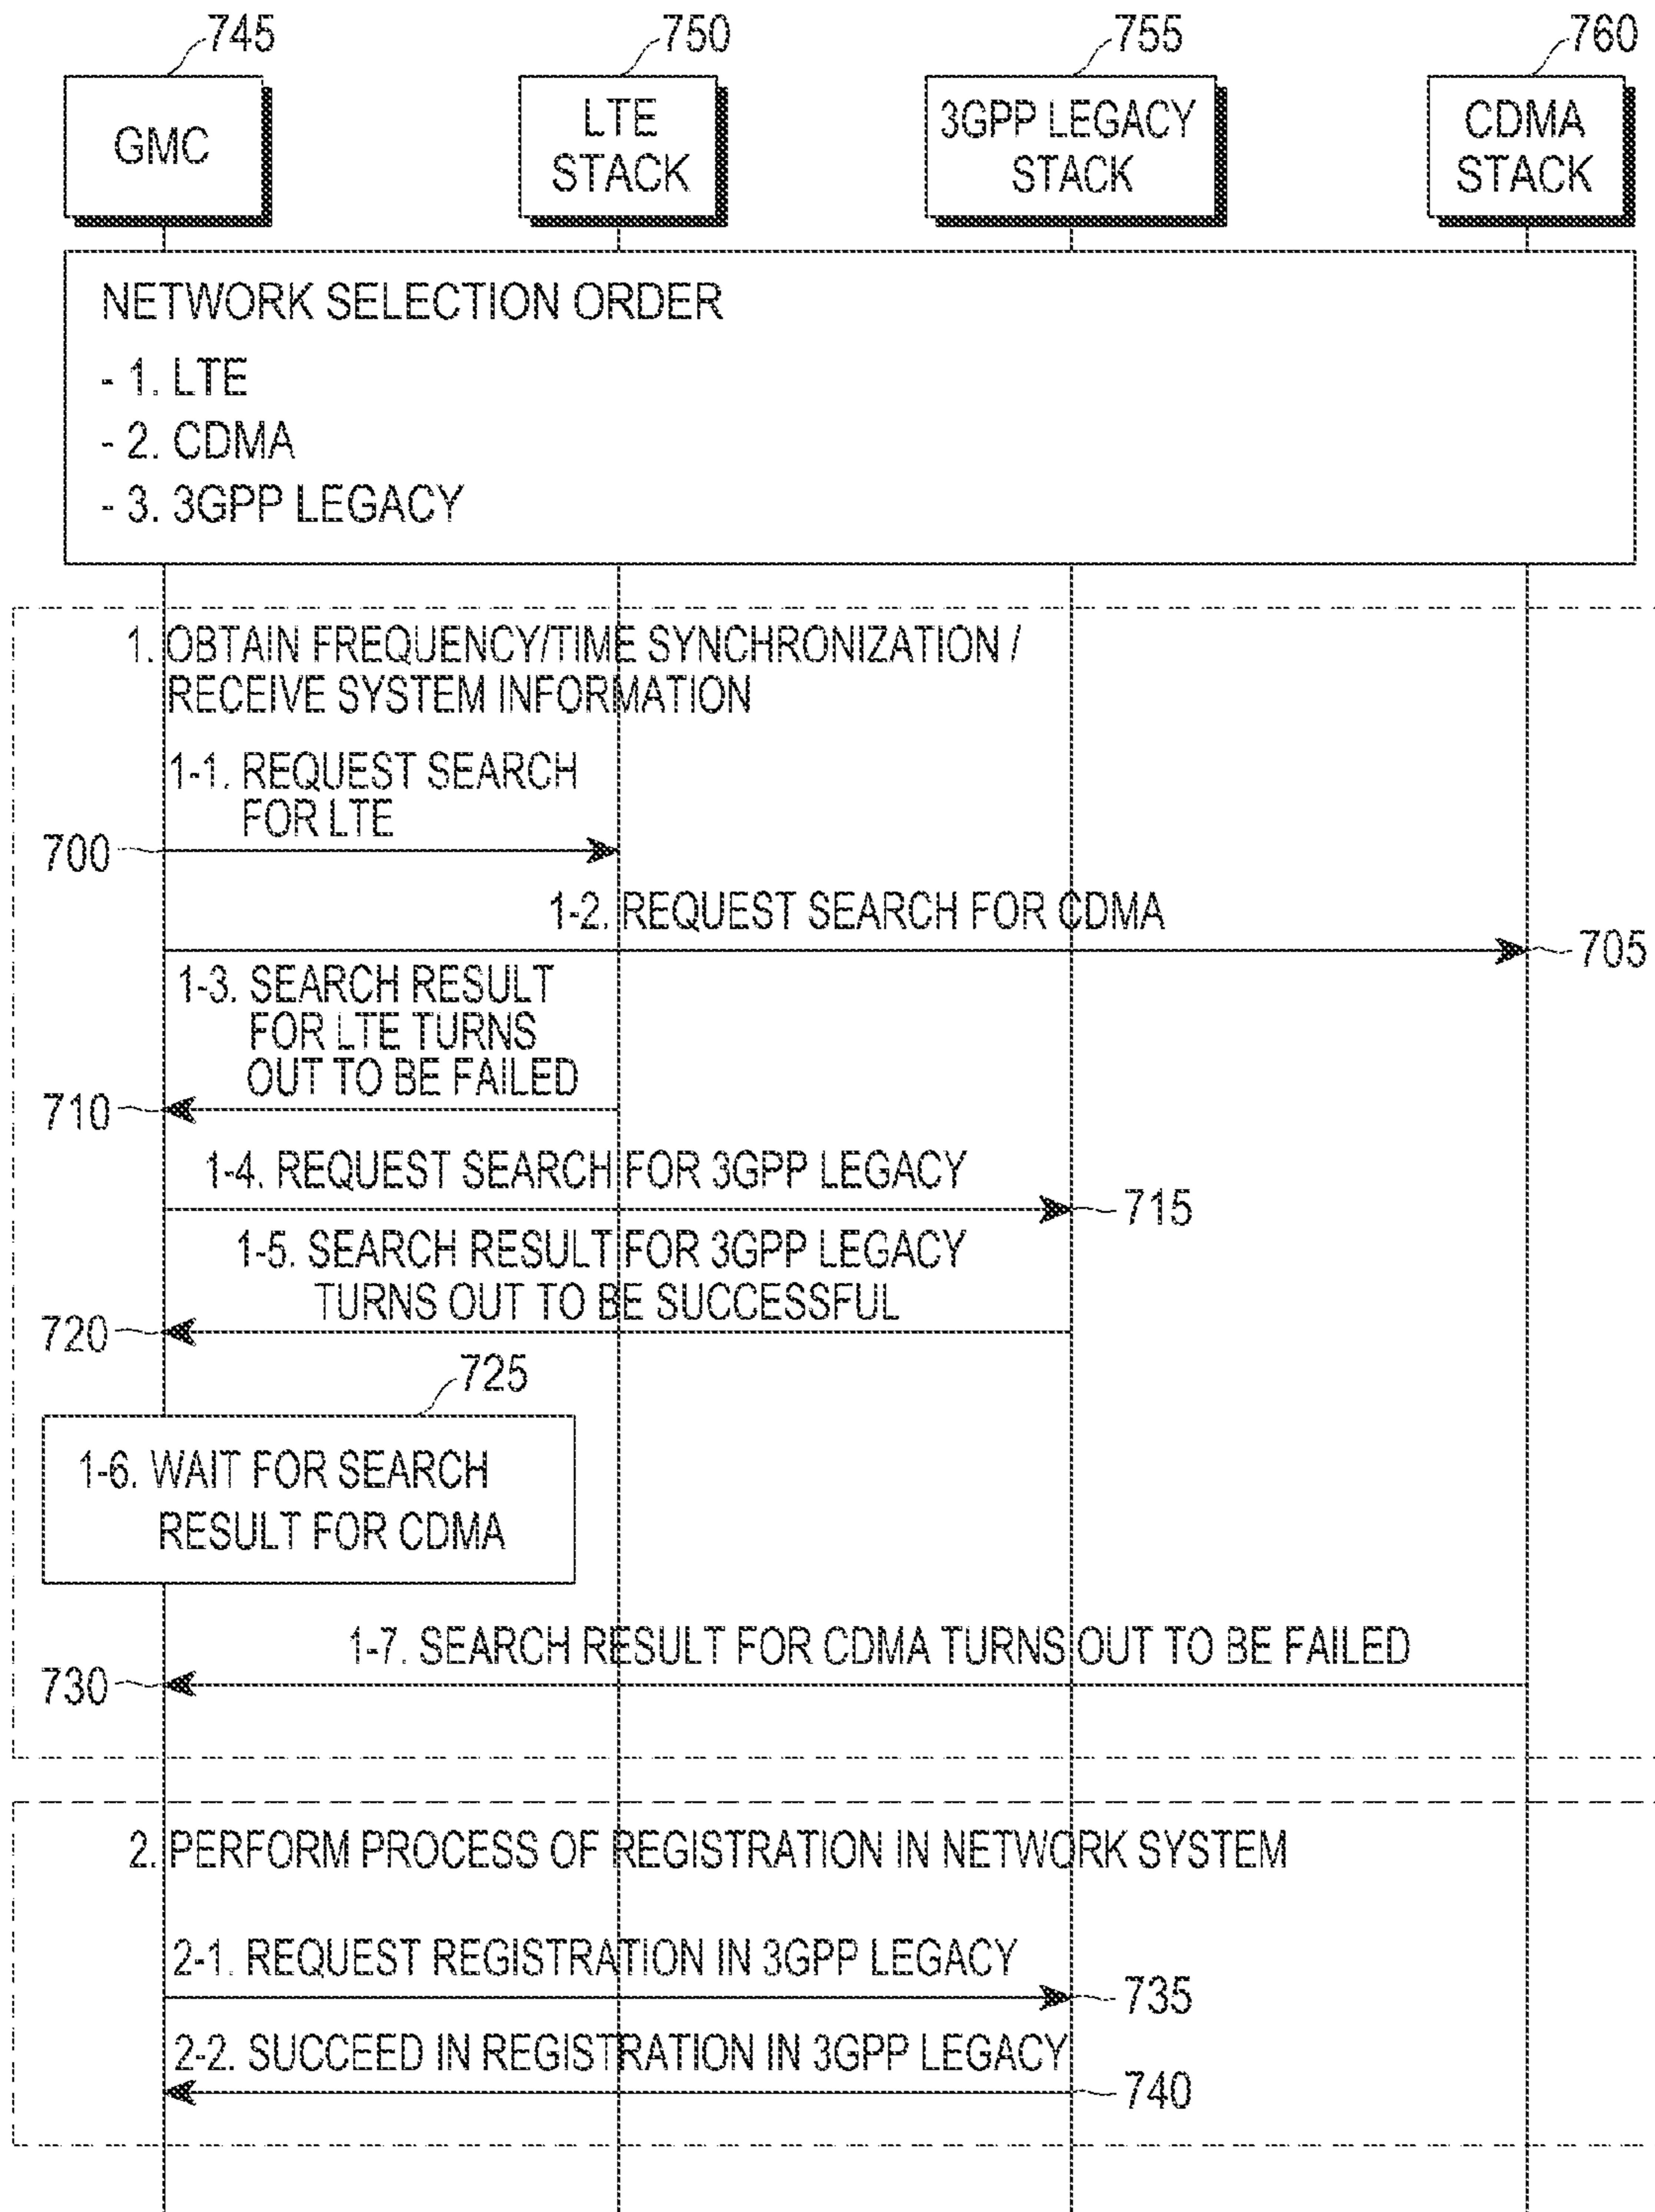 745
750
755
760
GMC
LTE
STACK
3GPP LEGACY
STACK
CDMA
STACK
NETWORK SELECTION ORDER
- 1. LTE
- 2. CDMA
- 3. 3GPP LEGACY
1. OBTAIN FREQUENCY/TIME SYNCHRONIZATION /
RECEIVE SYSTEM INFORMATION
1-1. REQUEST SEARCH
FOR LTE
700
1-2. REQUEST SEARCH FOR CDMA
705
1-3. SEARCH RESULT
FOR LTE TURNS
OUT TO BE FAILED
710
1-4. REQUEST SEARCH FOR 3GPP LEGACY
715
1-5. SEARCH RESULT FOR 3GPP LEGACY
TURNS OUT TO BE SUCCESSFUL
720
725
1-6. WAIT FOR SEARCH
RESULT FOR CDMA
1-7. SEARCH RESULT FOR CDMA TURNS OUT TO BE FAILED
730
2. PERFORM PROCESS OF REGISTRATION IN NETWORK SYSTEM
2-1. REQUEST REGISTRATION IN 3GPP LEGACY
735
2-2. SUCCEED IN REGISTRATION IN 3GPP LEGACY
740